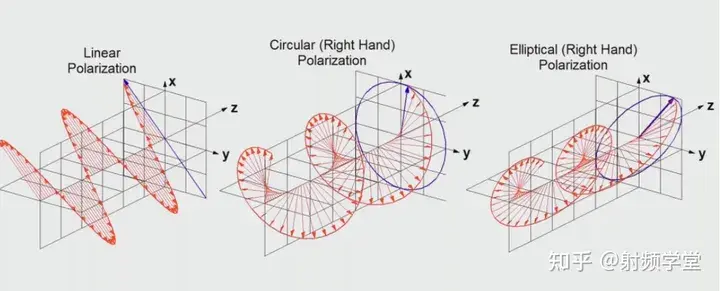 Linear
Polarization
x
z
y
Circular (Right Hand)
Polarization
x
z
y
Elliptical (Right Hand)
Polarization
x
z
y
知乎 @射频学堂